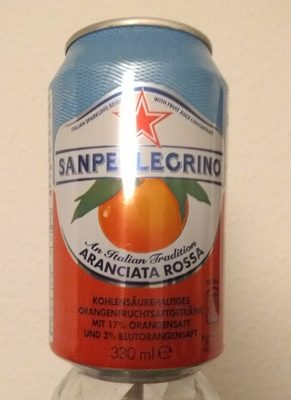 ITALIAN SPARKLING
WITH FRUIT JUICE CONCENTRATE
SANPELLEGRINO
An Italian Tradition
ARANCIATA ROSSA
KOHLENSÄUREHALTIGES
ORANGENFRUCHTSAFTGETRÄNK
MIT 17% ORANGENSAFT
UND 3% BLUTORANGENSAFT
330 ml e